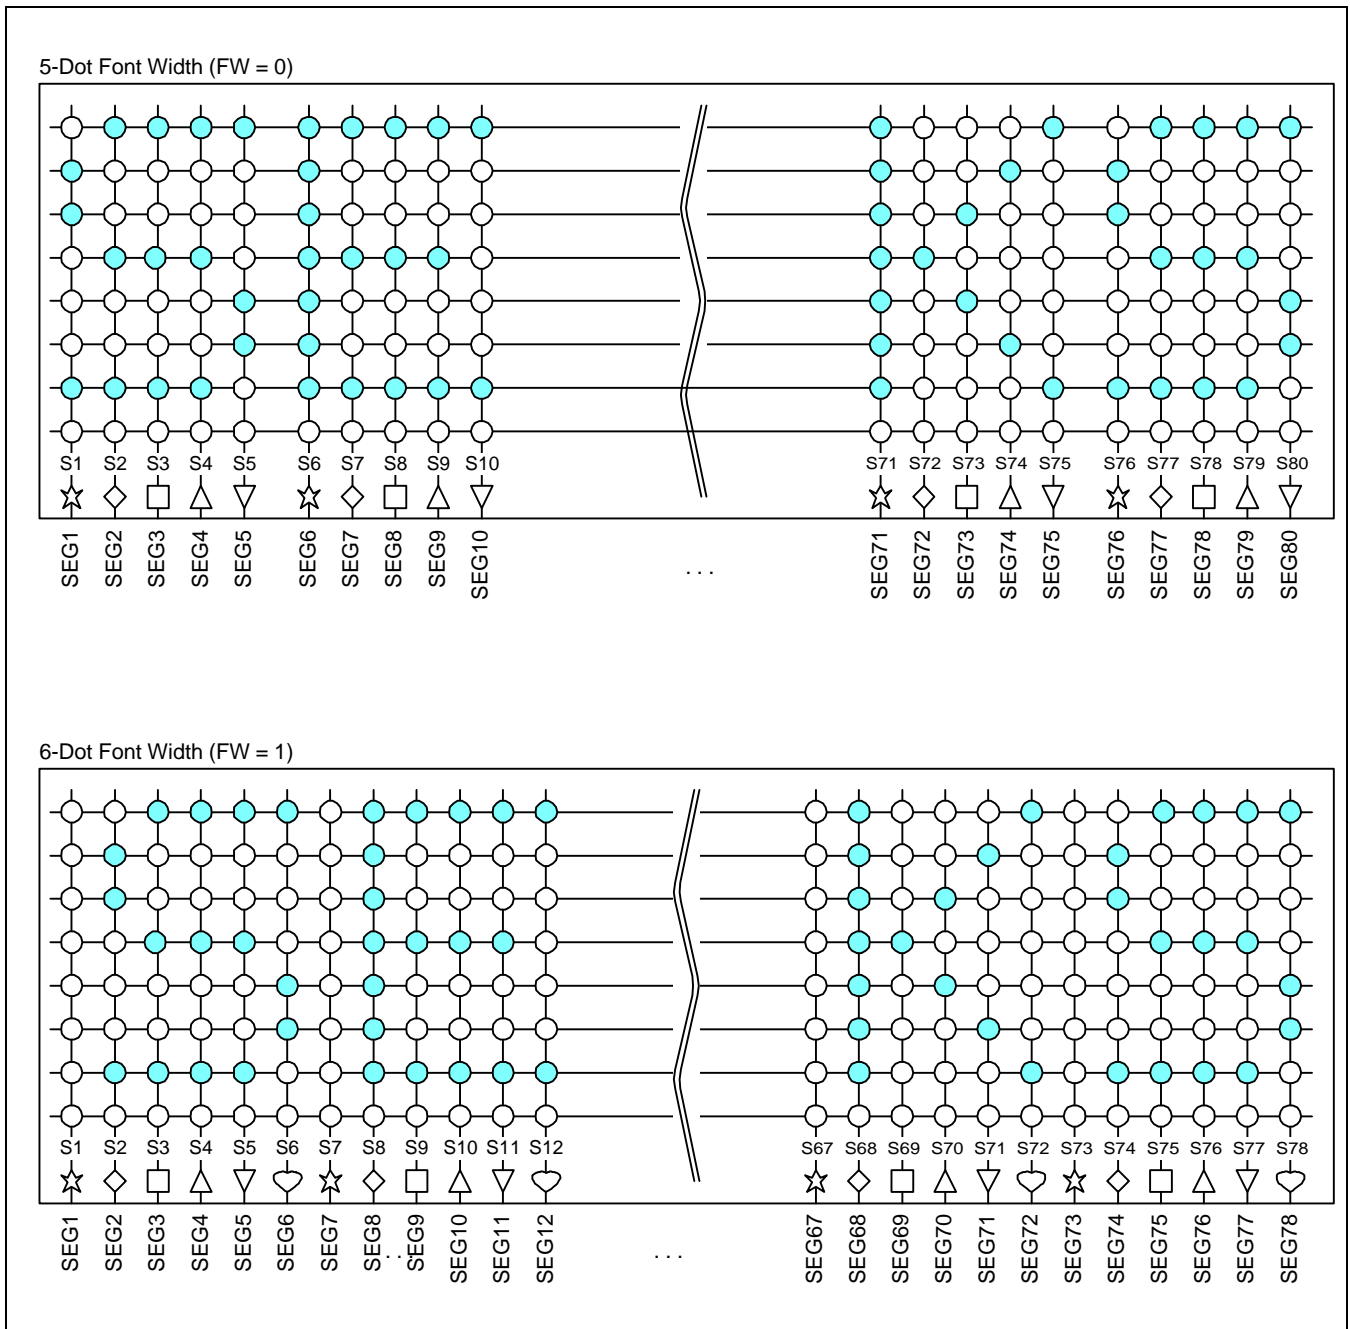 5-Dot Font Width (FW = 0)
S1 S2 S3 S4 S5 S6 S7 S8 S9 S10 S71 S72 S73 S74 S75 S76 S77 S78 S79 S80
SEG1 SEG2 SEG3 SEG4 SEG5 SEG6 SEG7 SEG8 SEG9 SEG10 . . . SEG71 SEG72 SEG73 SEG74 SEG75 SEG76 SEG77 SEG78 SEG79 SEG80
6-Dot Font Width (FW = 1)
S1 S2 S3 S4 S5 S6 S7 S8 S9 S10 S11 S12 S67 S68 S69 S70 S71 S72 S73 S74 S75 S76 S77 S78
SEG1 SEG2 SEG3 SEG4 SEG5 SEG6 SEG7 SEG8 . . . SEG9 SEG10 SEG11 SEG12 . . . SEG67 SEG68 SEG69 SEG70 SEG71 SEG72 SEG73 SEG74 SEG75 SEG76 SEG77 SEG78